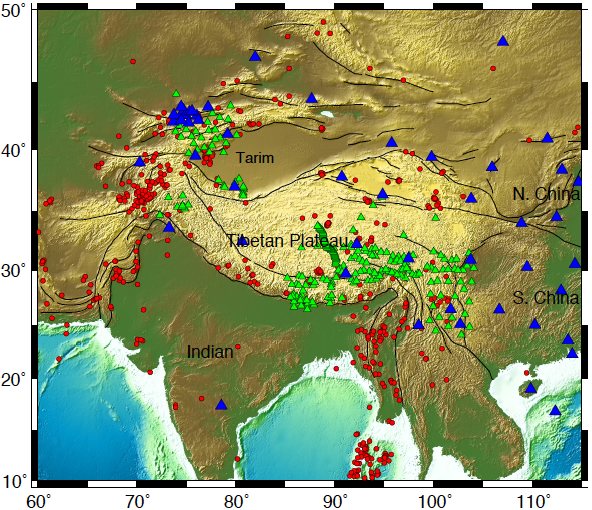 50°
40°
Tarim
N. China
Tibetan Plateau
30°
S. China
Indian
20°
10°
60° 70° 80° 90° 100° 110°